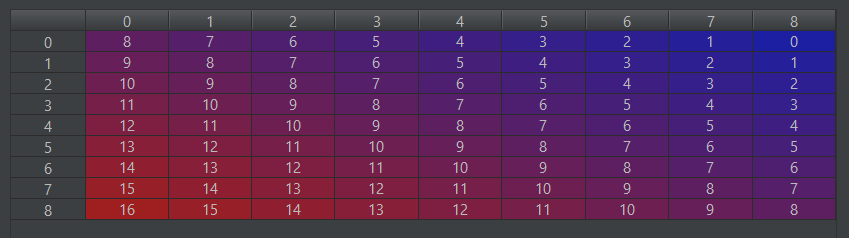 0 1 2 3 4 5 6 7 8
0 8 7 6 5 4 3 2 1 0
1 9 8 7 6 5 4 3 2 1
2 10 9 8 7 6 5 4 3 2
3 11 10 9 8 7 6 5 4 3
4 12 11 10 9 8 7 6 5 4
5 13 12 11 10 9 8 7 6 5
6 14 13 12 11 10 9 8 7 6
7 15 14 13 12 11 10 9 8 7
8 16 15 14 13 12 11 10 9 8